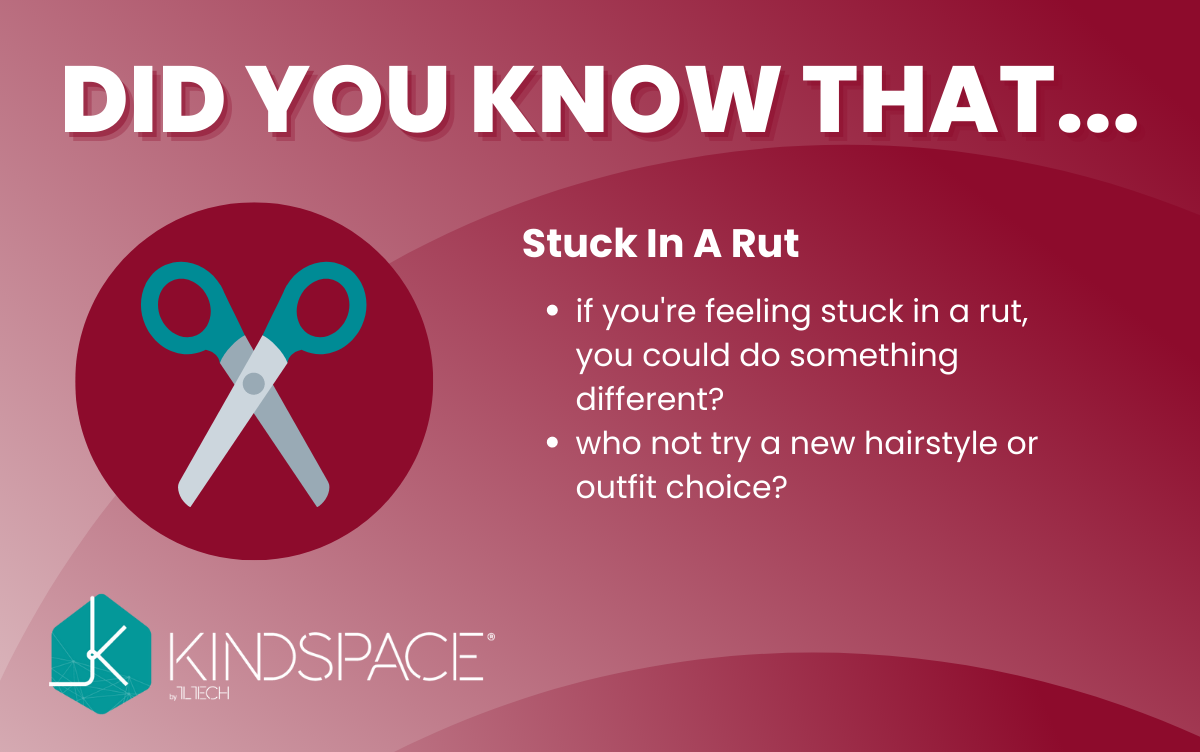 DID YOU KNOW THAT...
Stuck In A Rut
• if you're feeling stuck in a rut,
you could do something
different?
• who not try a new hairstyle or
outfit choice?
KINDSPACE®
by 1LTECH